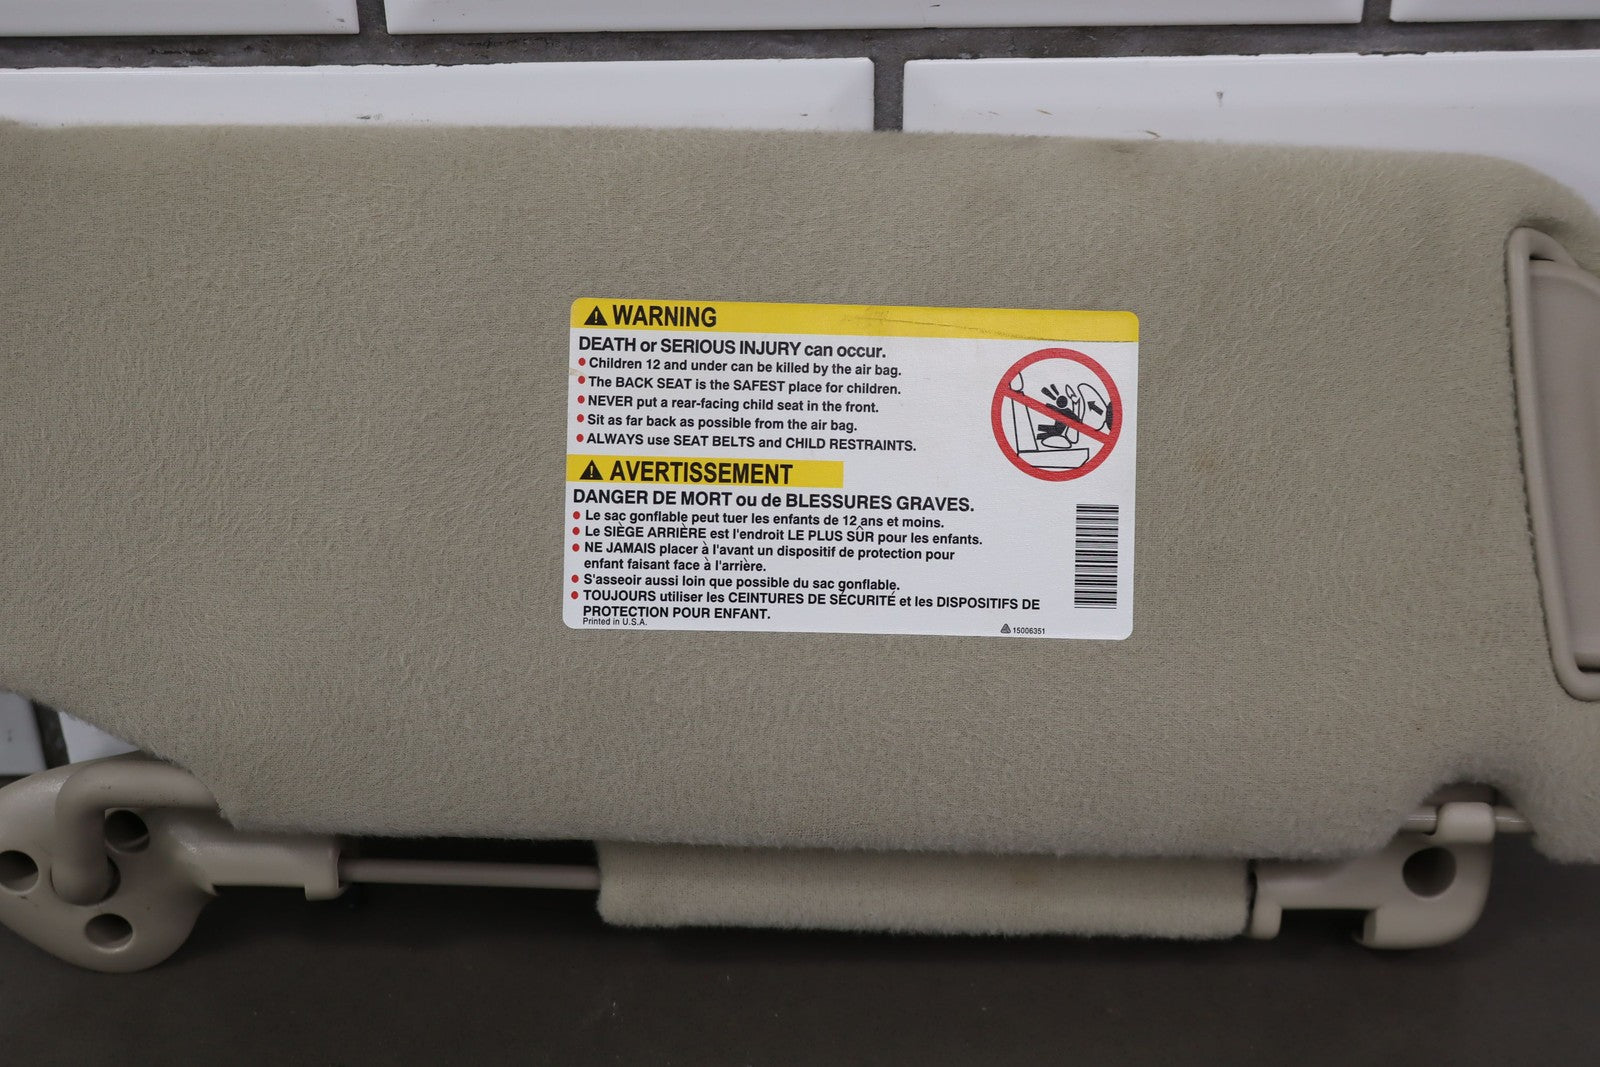 WARNING
DEATH or SERIOUS INJURY can occur.
• Children 12 and under can be killed by the air bag.
• The BACK SEAT is the SAFEST place for children.
• NEVER put a rear-facing child seat in the front.
• Sit as far back as possible from the air bag.
• ALWAYS use SEAT BELTS and CHILD RESTRAINTS.
AVERTISSEMENT
DANGER DE MORT ou de BLESSURES GRAVES.
• Le sac gonflable peut tuer les enfants de 12 ans et moins.
• Le SIÈGE ARRIÈRE est l'endroit LE PLUS SÛR pour les enfants.
• NE JAMAIS placer à l'avant un dispositif de protection pour
enfant faisant face à l'arrière.
• S'asseoir aussi loin que possible du sac gonflable.
• TOUJOURS utiliser les CEINTURES DE SÉCURITÉ et les DISPOSITIFS DE
PROTECTION POUR ENFANT.
Printed in U.S.A.
15006351